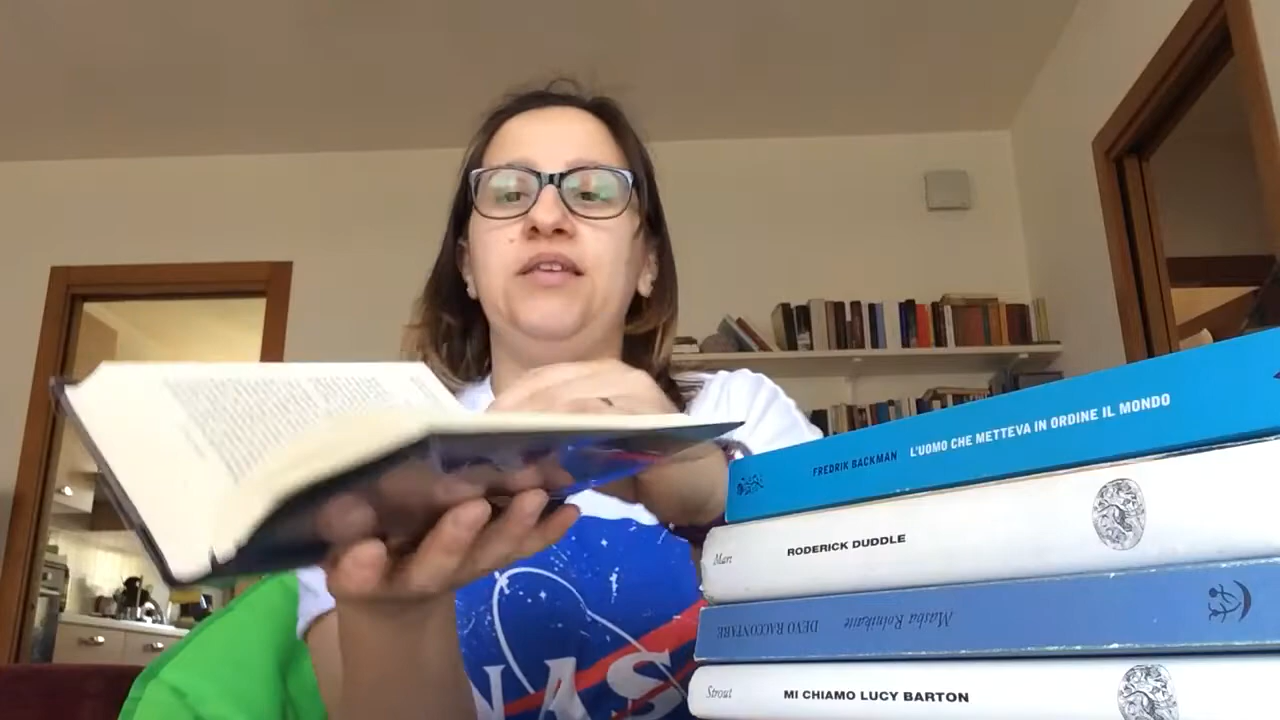 FREDRIK BACKMAN L'UOMO CHE METTEVA IN ORDINE IL MONDO
Mari RODERICK DUDDLE
Masha Rolnikaite DEVO RACCONTARE
Strout MI CHIAMO LUCY BARTON
NAS